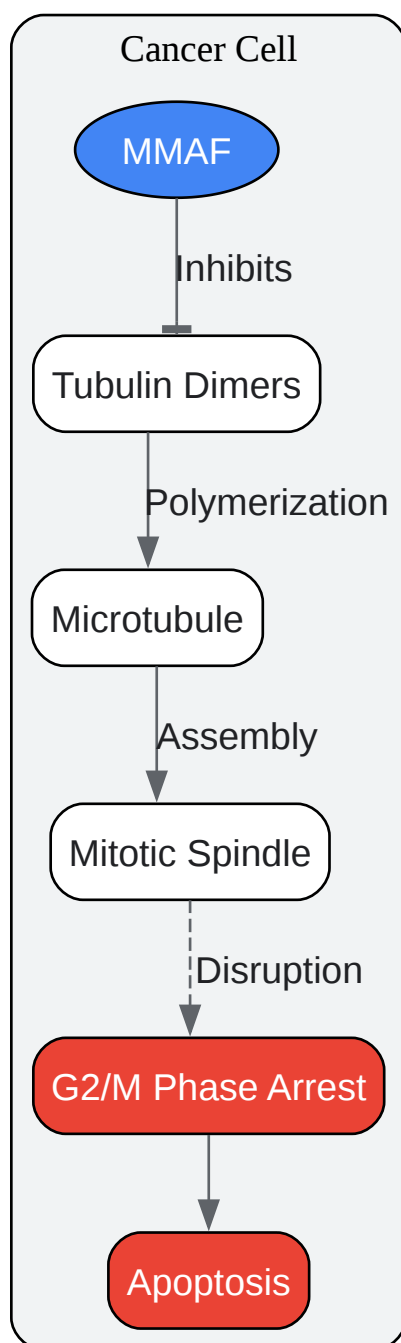 Cancer Cell
MMAF
Inhibits
Tubulin Dimers
Polymerization
Microtubule
Assembly
Mitotic Spindle
Disruption
G2/M Phase Arrest
Apoptosis